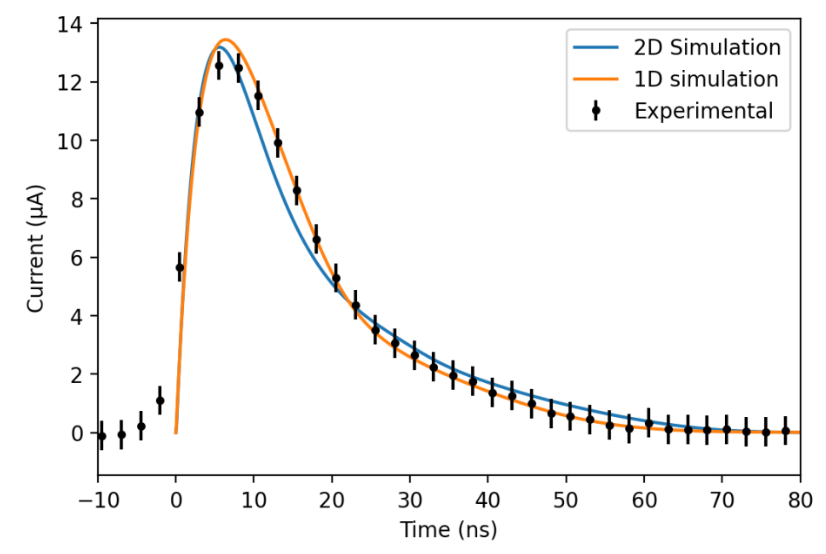 14
12
10
8
6
4
2
0
Current (μA)
2D Simulation
1D simulation
Experimental
−10 0 10 20 30 40 50 60 70 80
Time (ns)